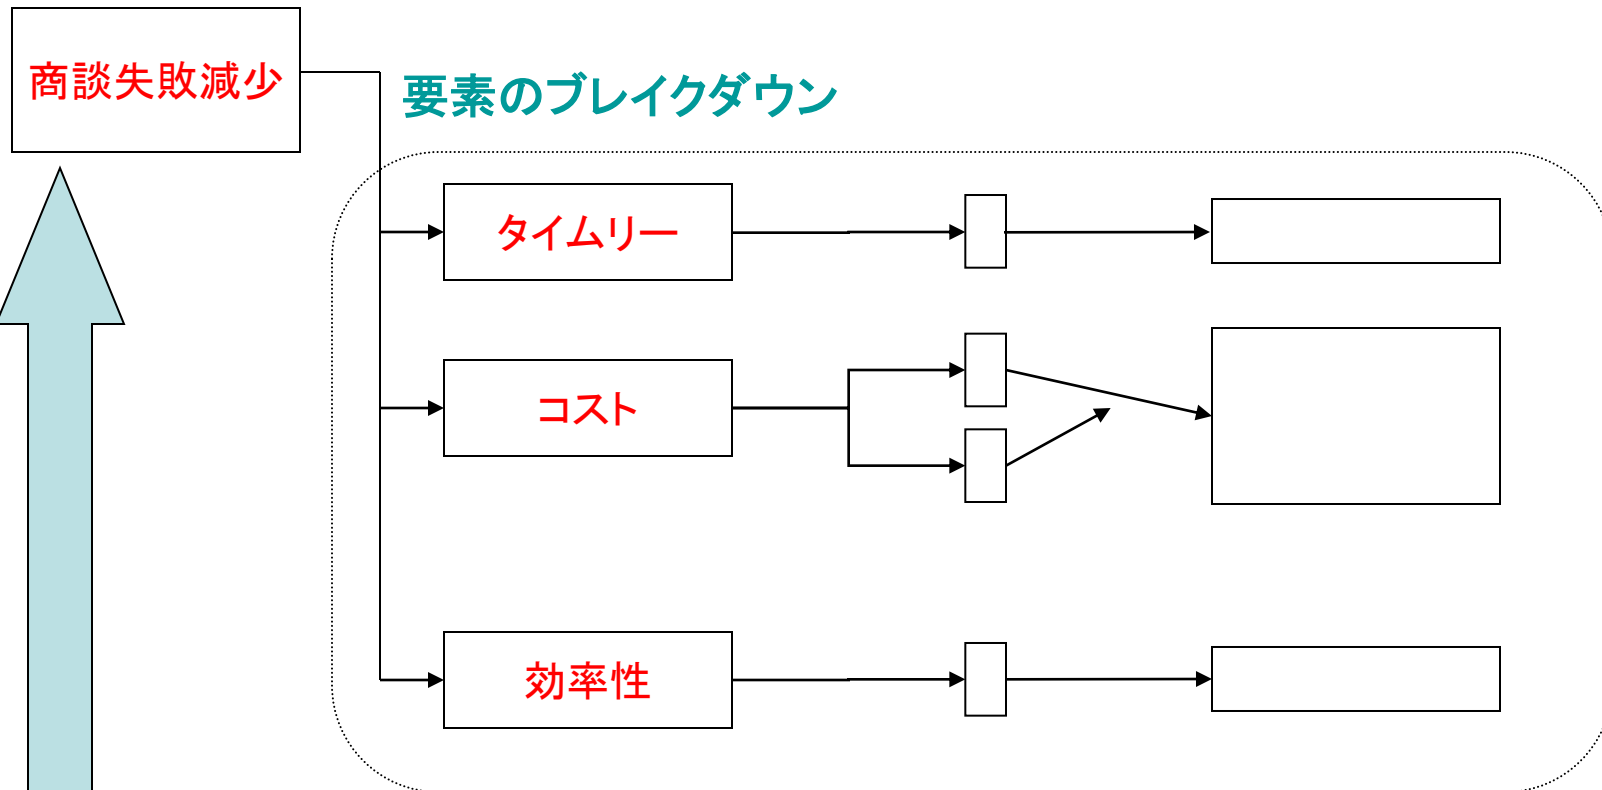 商談失敗減少
要素のブレイクダウン
タイムリー
コスト
効率性